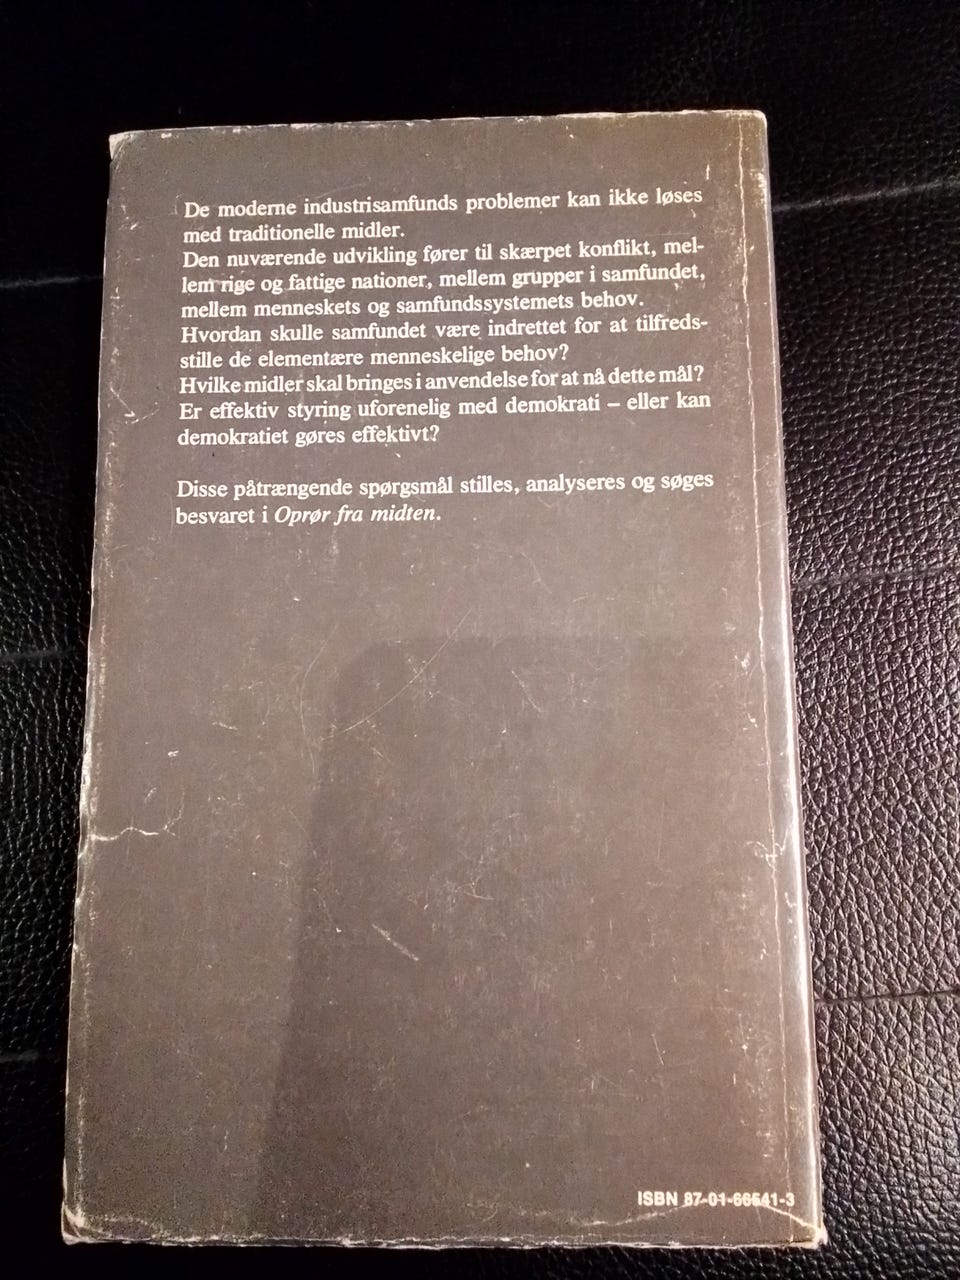 De moderne industrisamfunds problemer kan ikke løses
med traditionelle midler.
Den nuværende udvikling fører til skærpet konflikt, mel-
lem rige og fattige nationer, mellem grupper i samfundet,
mellem menneskets og samfundssystemets behov.
Hvordan skulle samfundet være indrettet for at tilfreds-
stille de elementære menneskelige behov?
Hvilke midler skal bringes i anvendelse for at nå dette mål?
Er effektiv styring uforenelig med demokrati – eller kan
demokratiet gøres effektivt?
Disse påtrængende spørgsmål stilles, analyseres og søges
besvaret i Oprør fra midten.
ISBN 87-01-66641-3